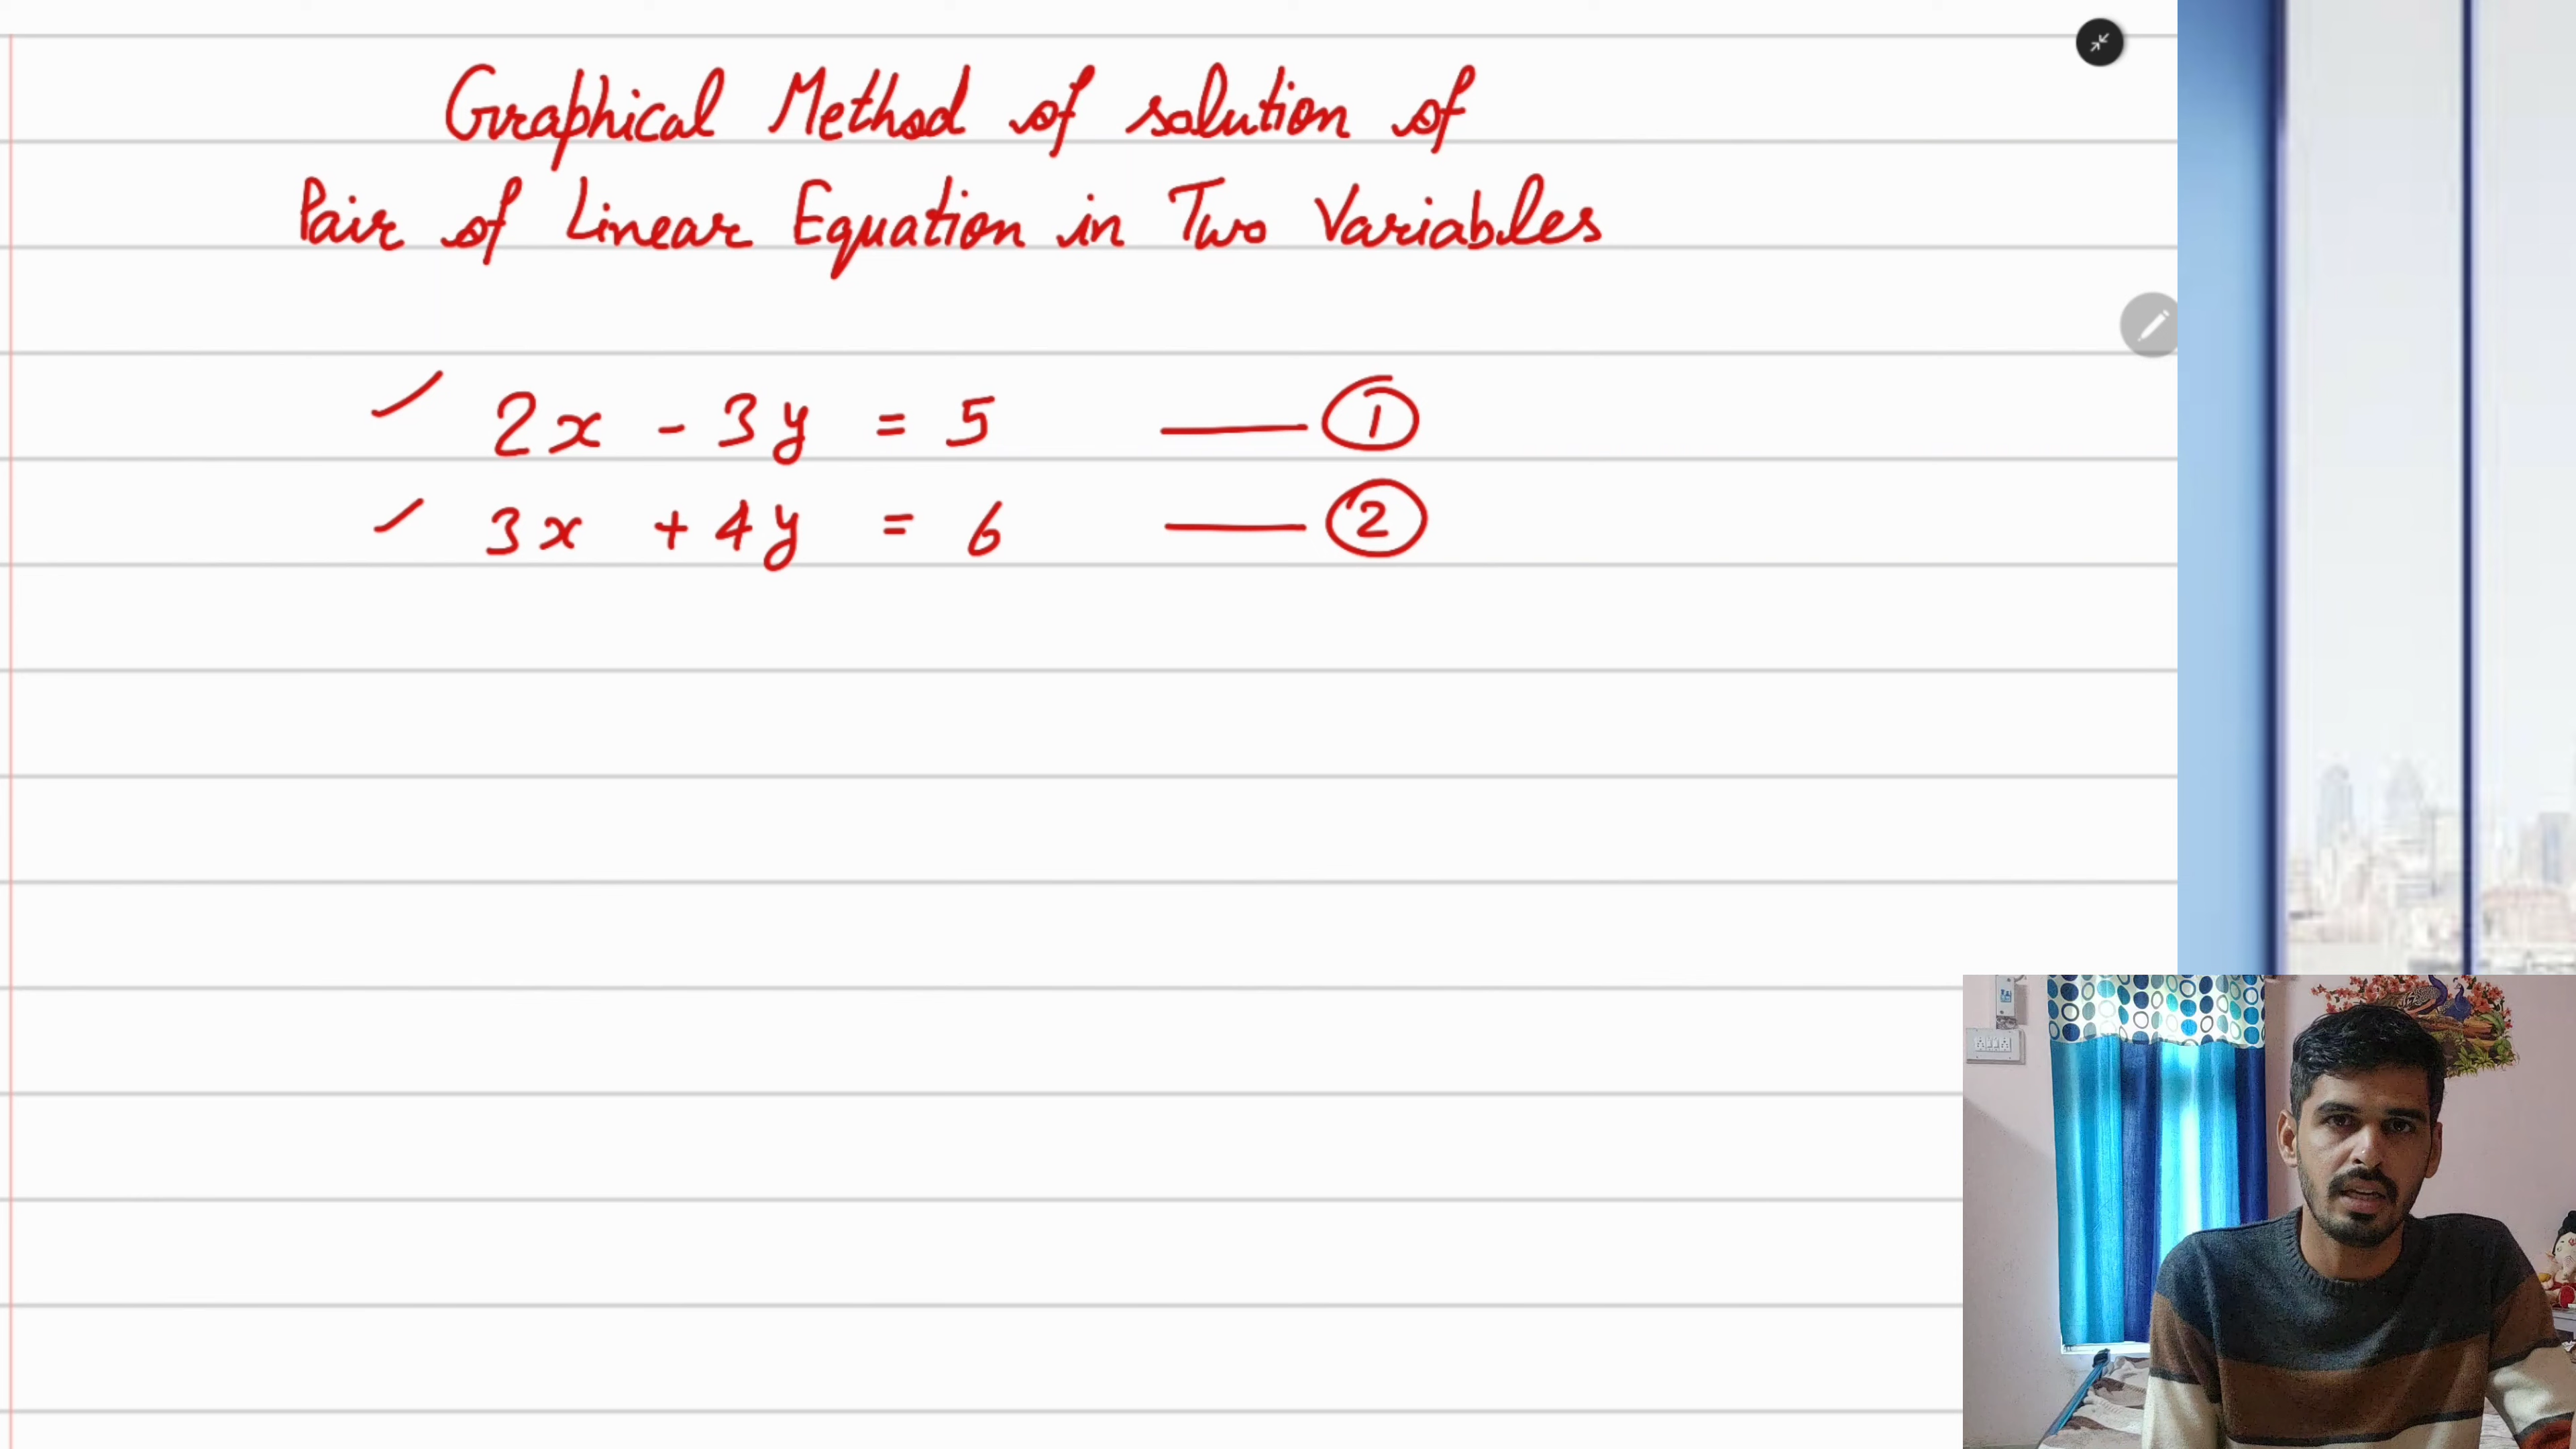 Graphical Method of solution of
Pair of Linear Equation in Two Variables
2x - 3y = 5 —— 1
3x + 4y = 6 —— 2